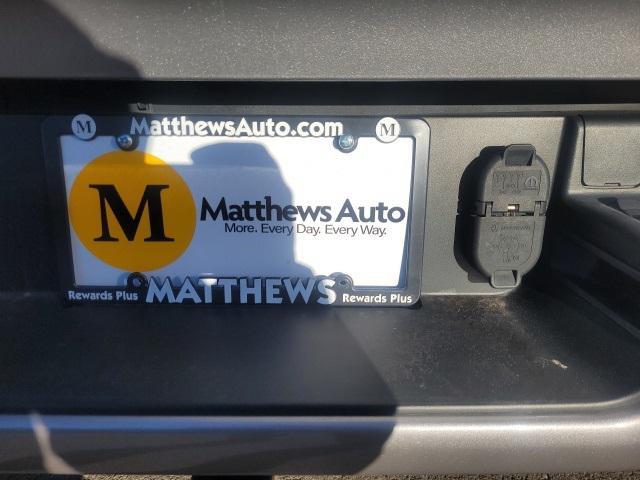 M MatthewsAuto.com M
M
Matthews Auto
More. Every Day. Every Way.
Rewards Plus MATTHEWS Rewards Plus